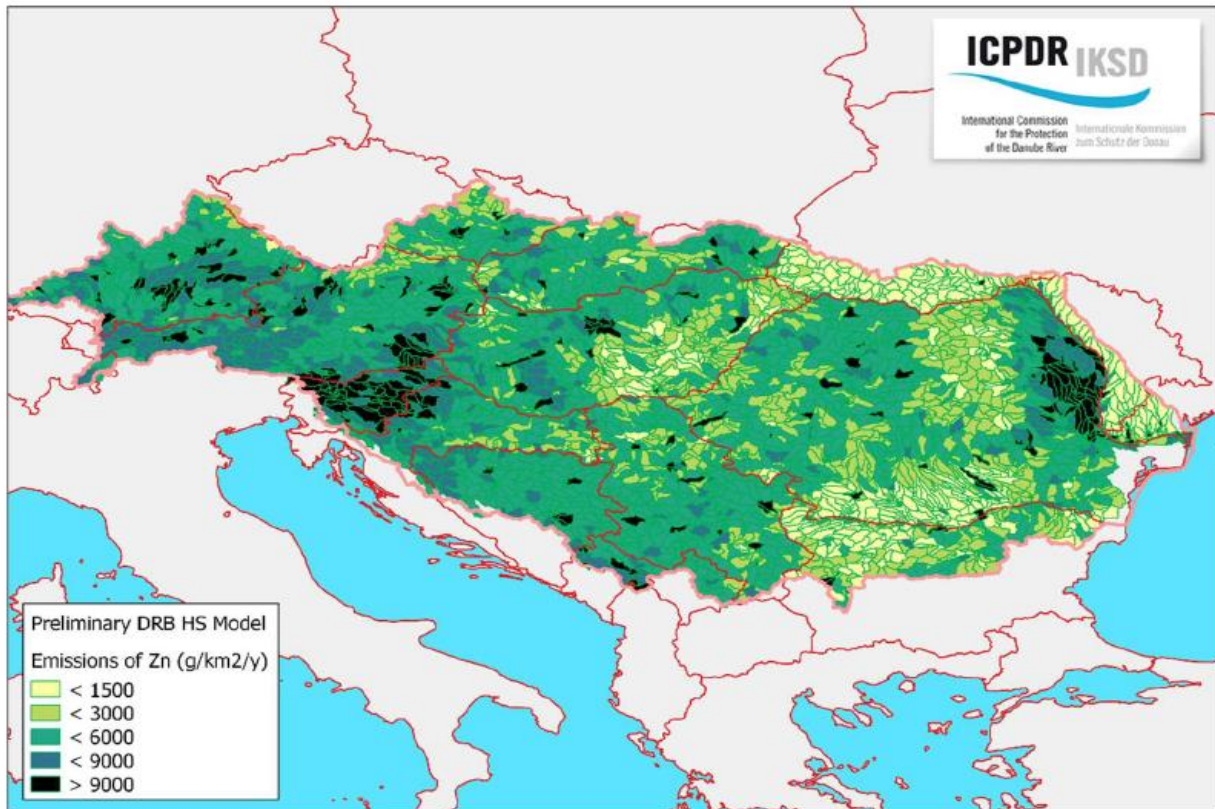 ICPDR IKSD
International Commission
for the Protection
of the Danube River
Internationale Kommission
zum Schutz der Donau
Preliminary DRB HS Model
Emissions of Zn (g/km2/y)
< 1500
< 3000
< 6000
< 9000
> 9000